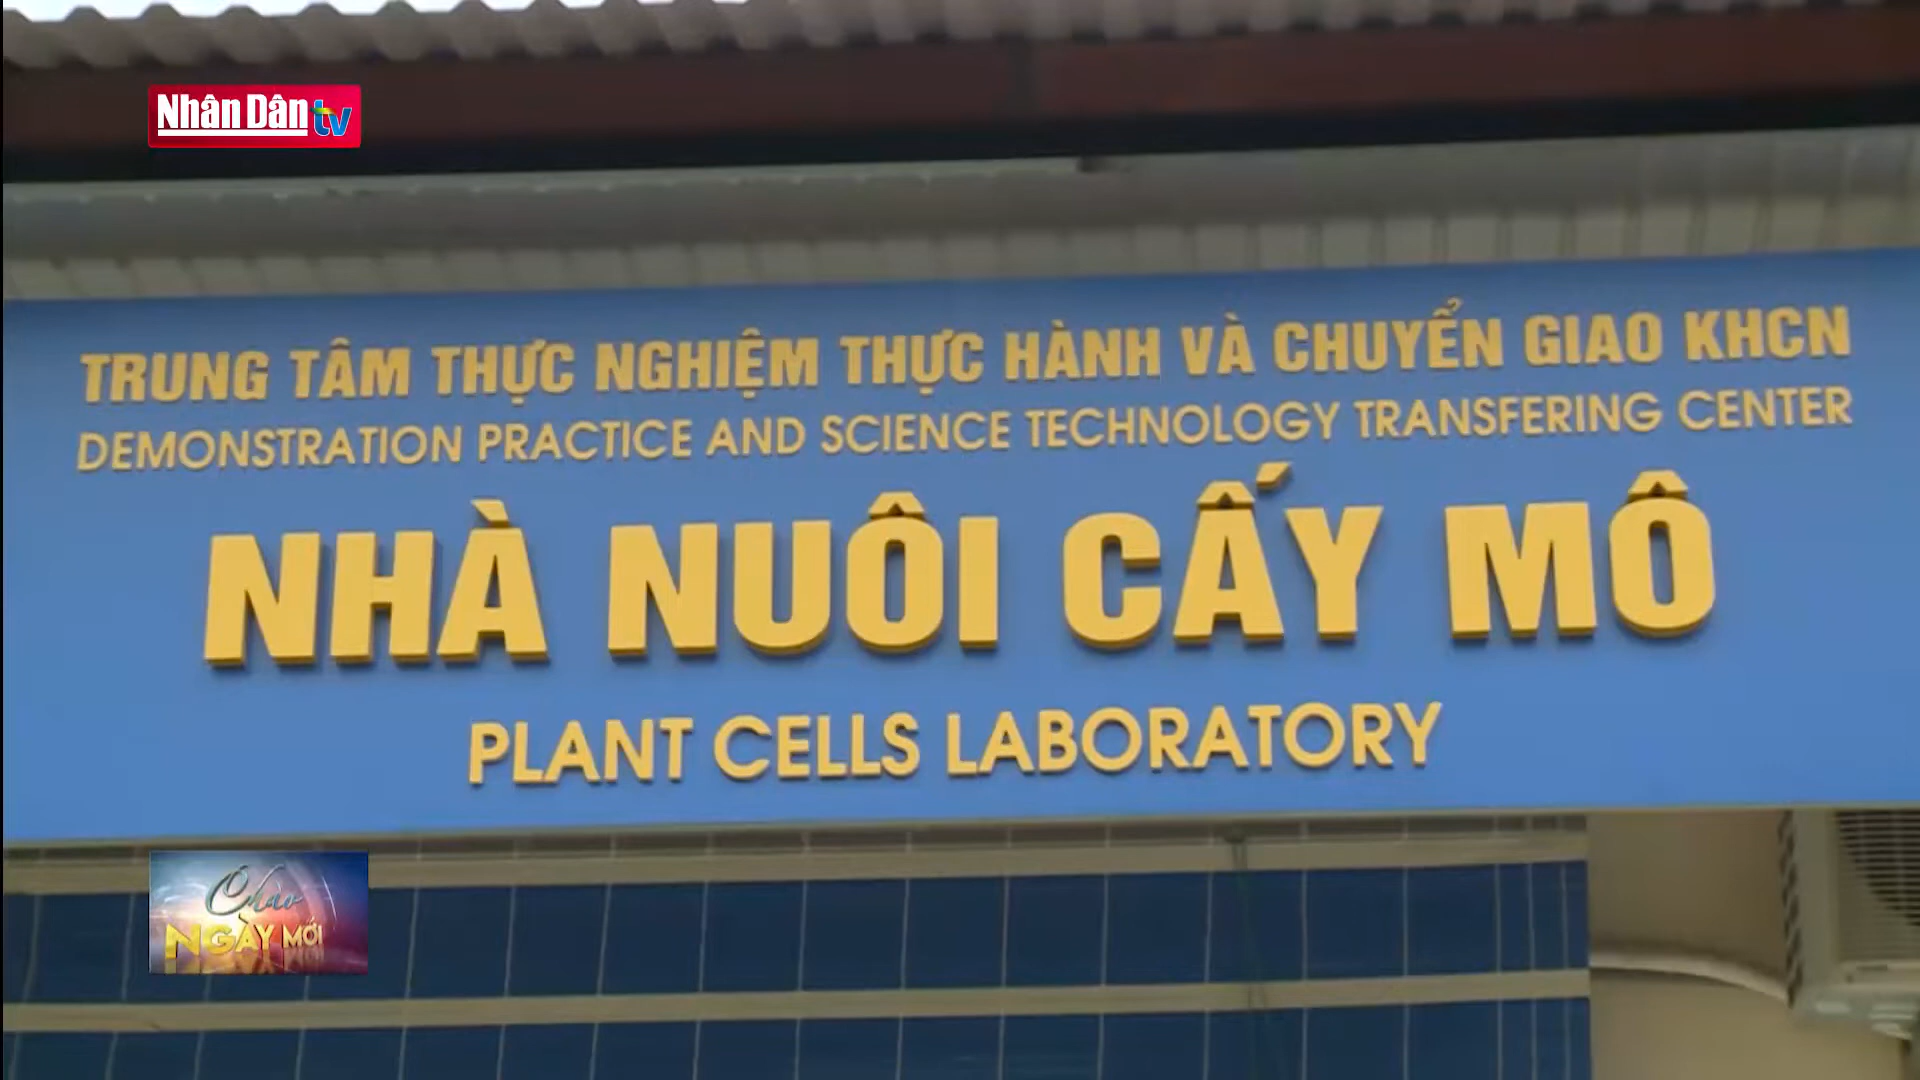 Nhân Dân tv
TRUNG TÂM THỰC NGHIỆM THỰC HÀNH VÀ CHUYỂN GIAO KHCN
DEMONSTRATION PRACTICE AND SCIENCE TECHNOLOGY TRANSFERING CENTER
NHÀ NUÔI CẤY MÔ
PLANT CELLS LABORATORY
Chào
NGÀY MỚI